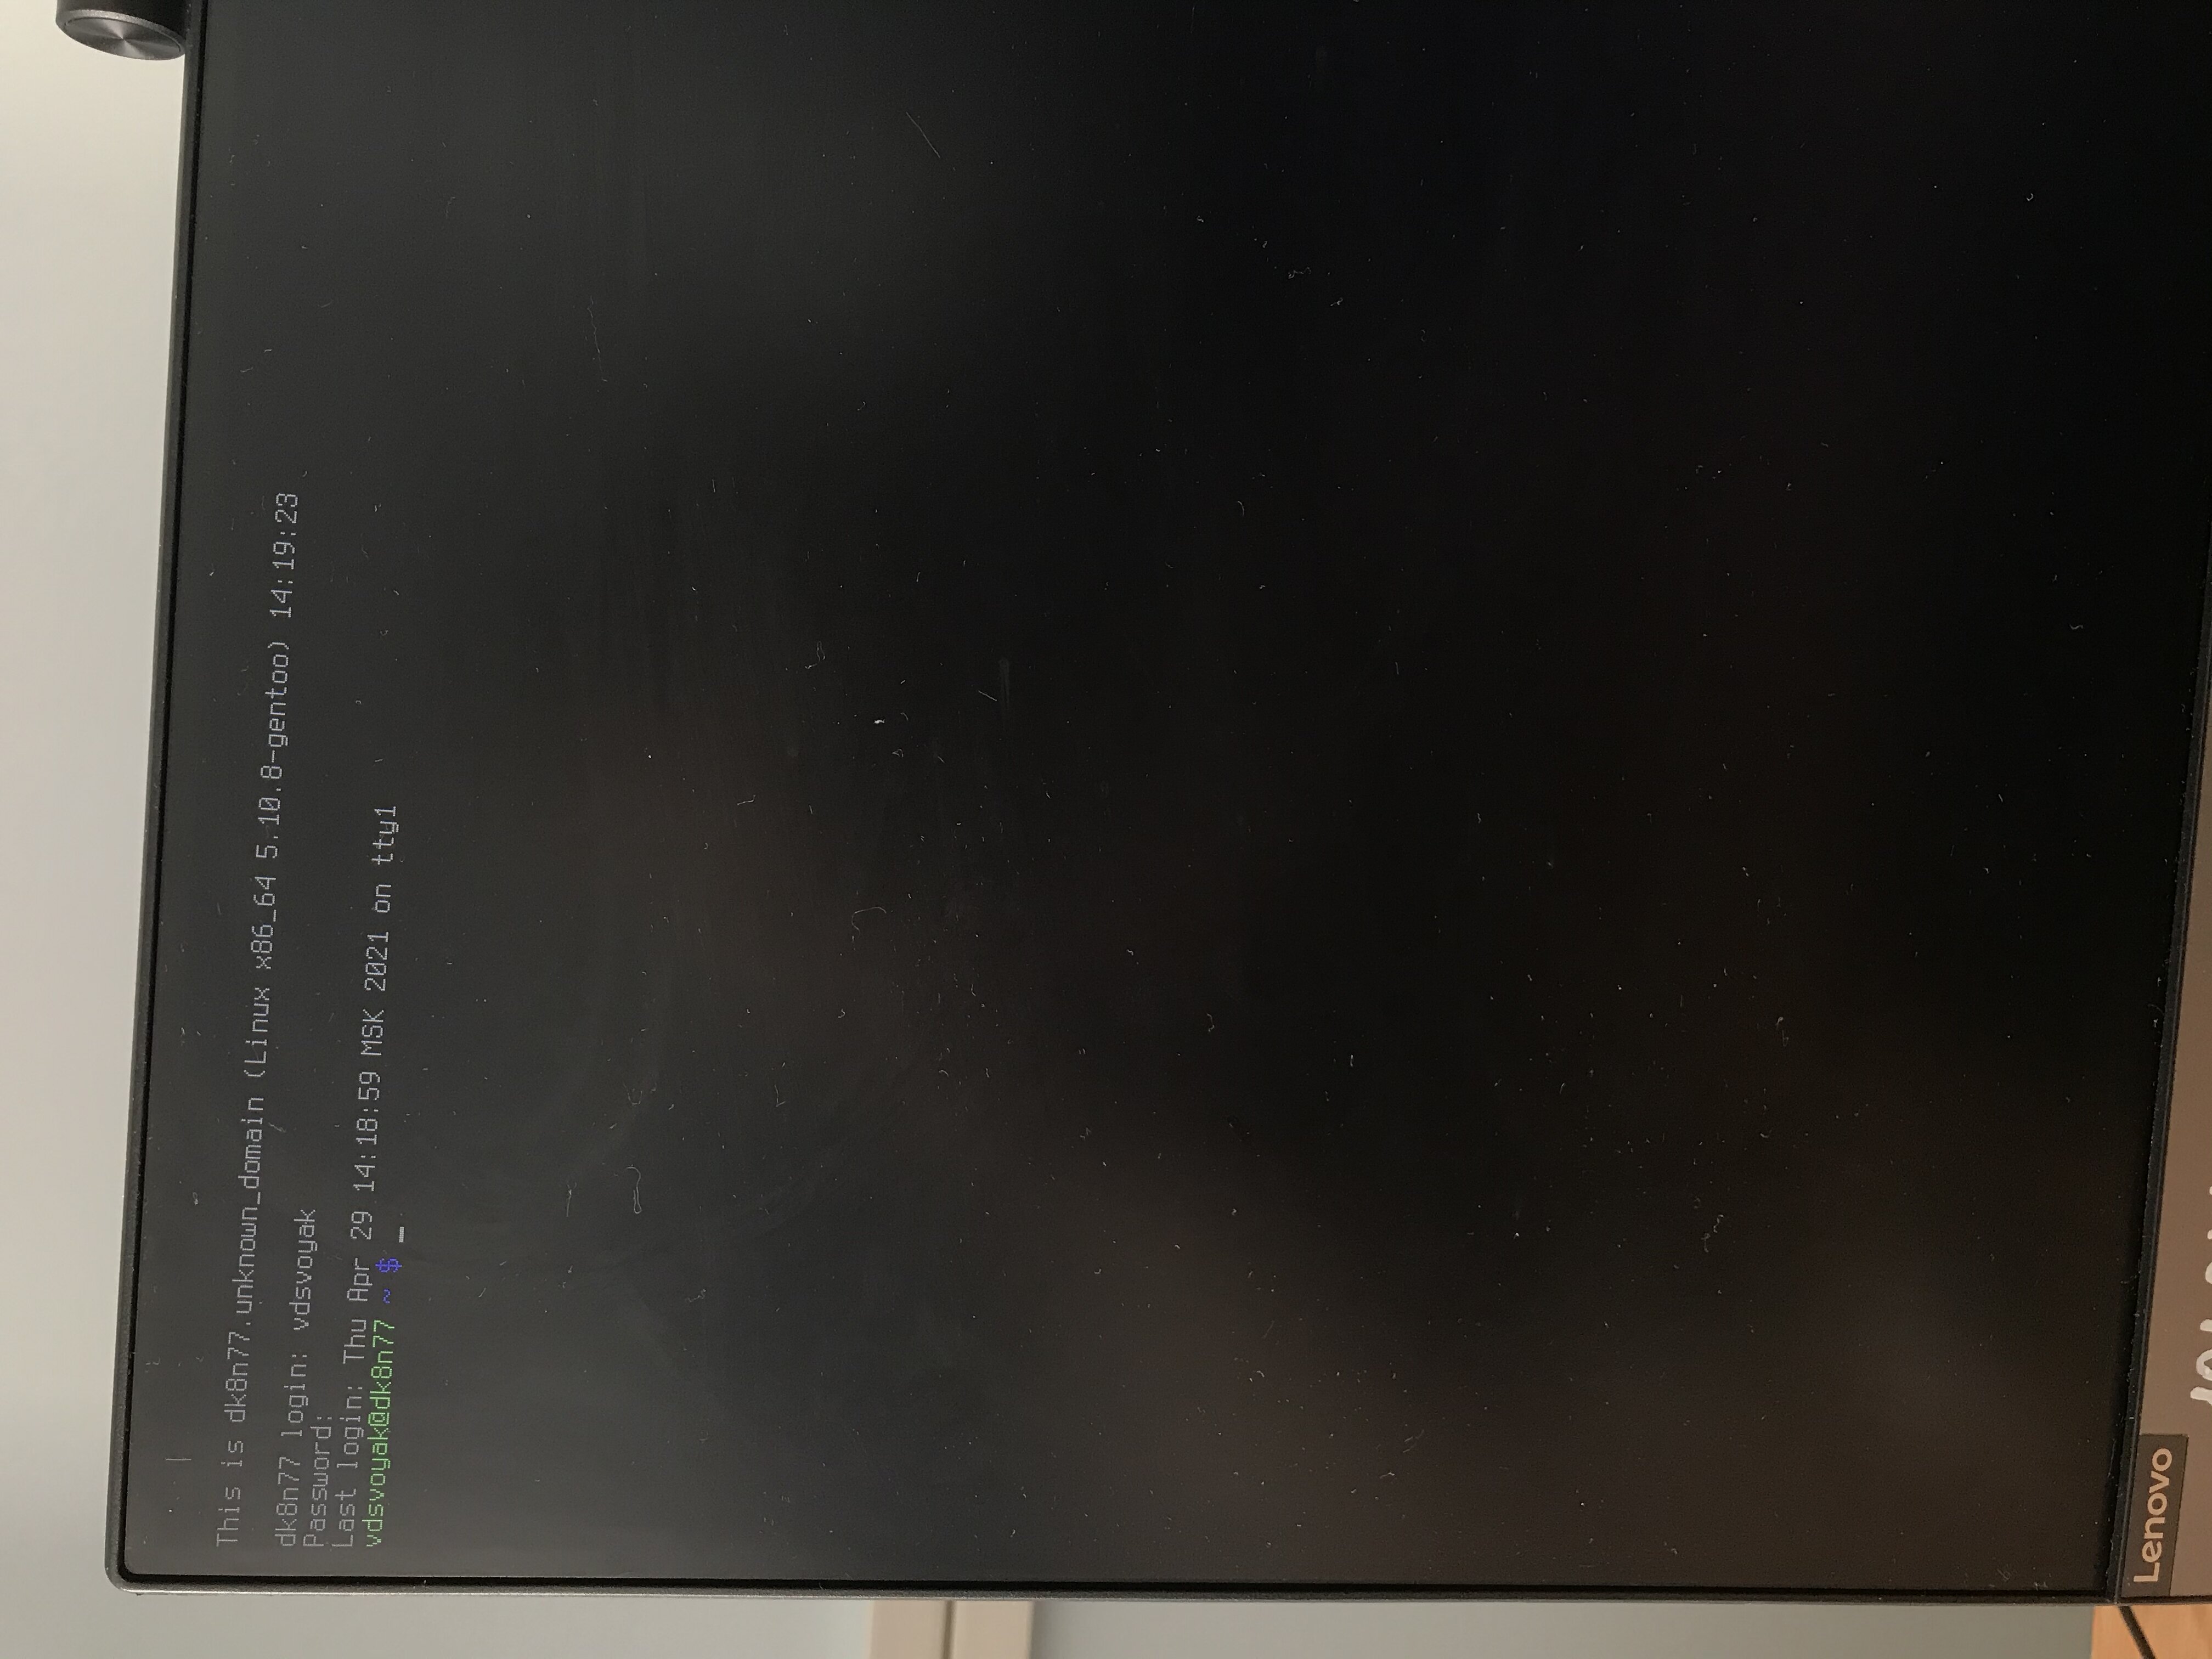 This is dk8n77.unknown_domain (Linux x86_64 5.10.8-gentoo) 14:19:23
dk8n77 login: vdsvoyak
Password:
Last login: Thu Apr 29 14:18:59 MSK 2021 on tty1
vdsvoyak@dk8n77 ~ $ _
Lenovo